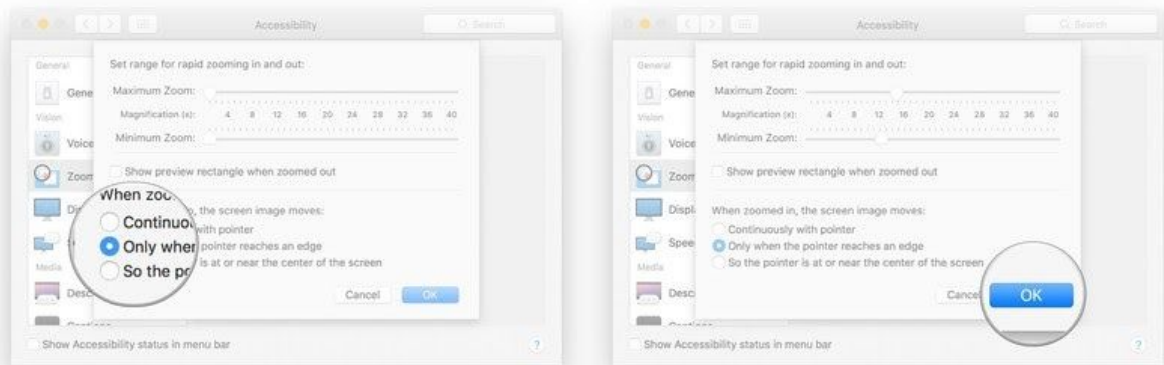 Accessibility
Search
General
Set range for rapid zooming in and out:
Gene
Maximum Zoom:
Vision
Magnification (x): 4 8 12 16 20 24 28 32 36 40
Voice
Minimum Zoom:
Zoom
Show preview rectangle when zoomed out
When zoo
in, the screen image moves:
Continuou
with pointer
Only when
pointer reaches an edge
So the po
is at or near the center of the screen
Media
Desc
Cancel OK
Captions
Show Accessibility status in menu bar
?
Accessibility
Search
General
Set range for rapid zooming in and out:
Gene
Maximum Zoom:
Vision
Magnification (x): 4 8 12 16 20 24 28 32 36 40
Voice
Minimum Zoom:
Zoom
Show preview rectangle when zoomed out
Displ
When zoomed in, the screen image moves:
Continuously with pointer
Spee
Only when the pointer reaches an edge
So the pointer is at or near the center of the screen
Media
Desc
Cance OK
Captions
Show Accessibility status in menu bar
?